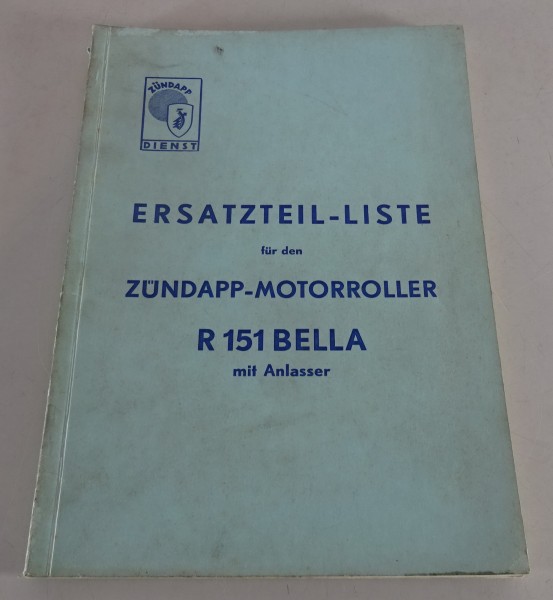 ZÜNDAPP
DIENST
ERSATZTEIL-LISTE
für den
ZÜNDAPP-MOTORROLLER
R 151 BELLA
mit Anlasser